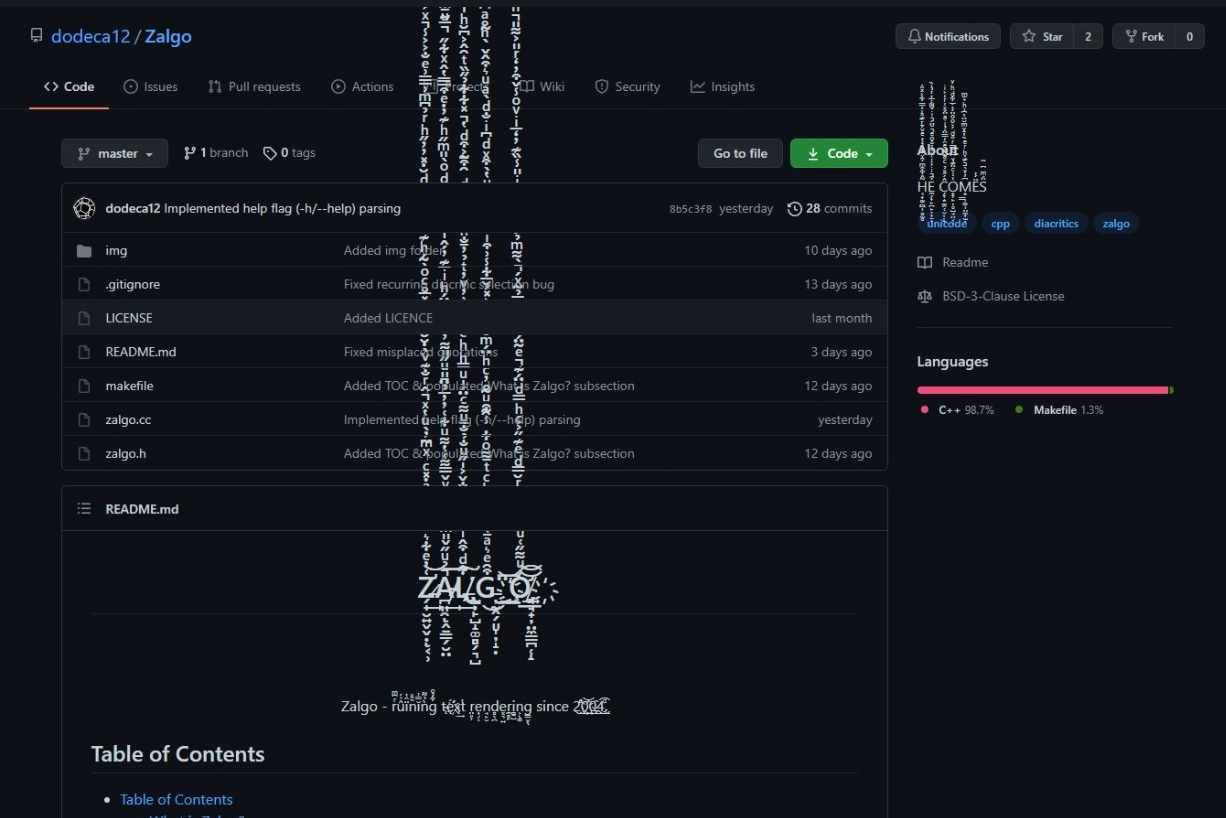 dodeca12 / Zalgo
Notifications
Star 2
Fork 0
Code
Issues
Pull requests
Actions
Projects
Wiki
Security
Insights
master
1 branch
0 tags
Go to file
Code
dodeca12 Implemented help flag (-h/--help) parsing
8b5c3f8 yesterday
28 commits
img Added img folder 10 days ago
.gitignore Fixed recurring diacritic selection bug 13 days ago
LICENSE Added LICENCE last month
README.md Fixed misplaced quotations 3 days ago
makefile Added TOC & populated What is Zalgo? subsection 12 days ago
zalgo.cc Implemented help flag (-h/--help) parsing yesterday
zalgo.h Added TOC & populated What is Zalgo? subsection 12 days ago
README.md
ZALGO
Zalgo - ruining text rendering since 2004.
Table of Contents
Table of Contents
What is Zalgo?
About
HE COMES
unicode
cpp
diacritics
zalgo
Readme
BSD-3-Clause License
Languages
C++ 98.7%
Makefile 1.3%